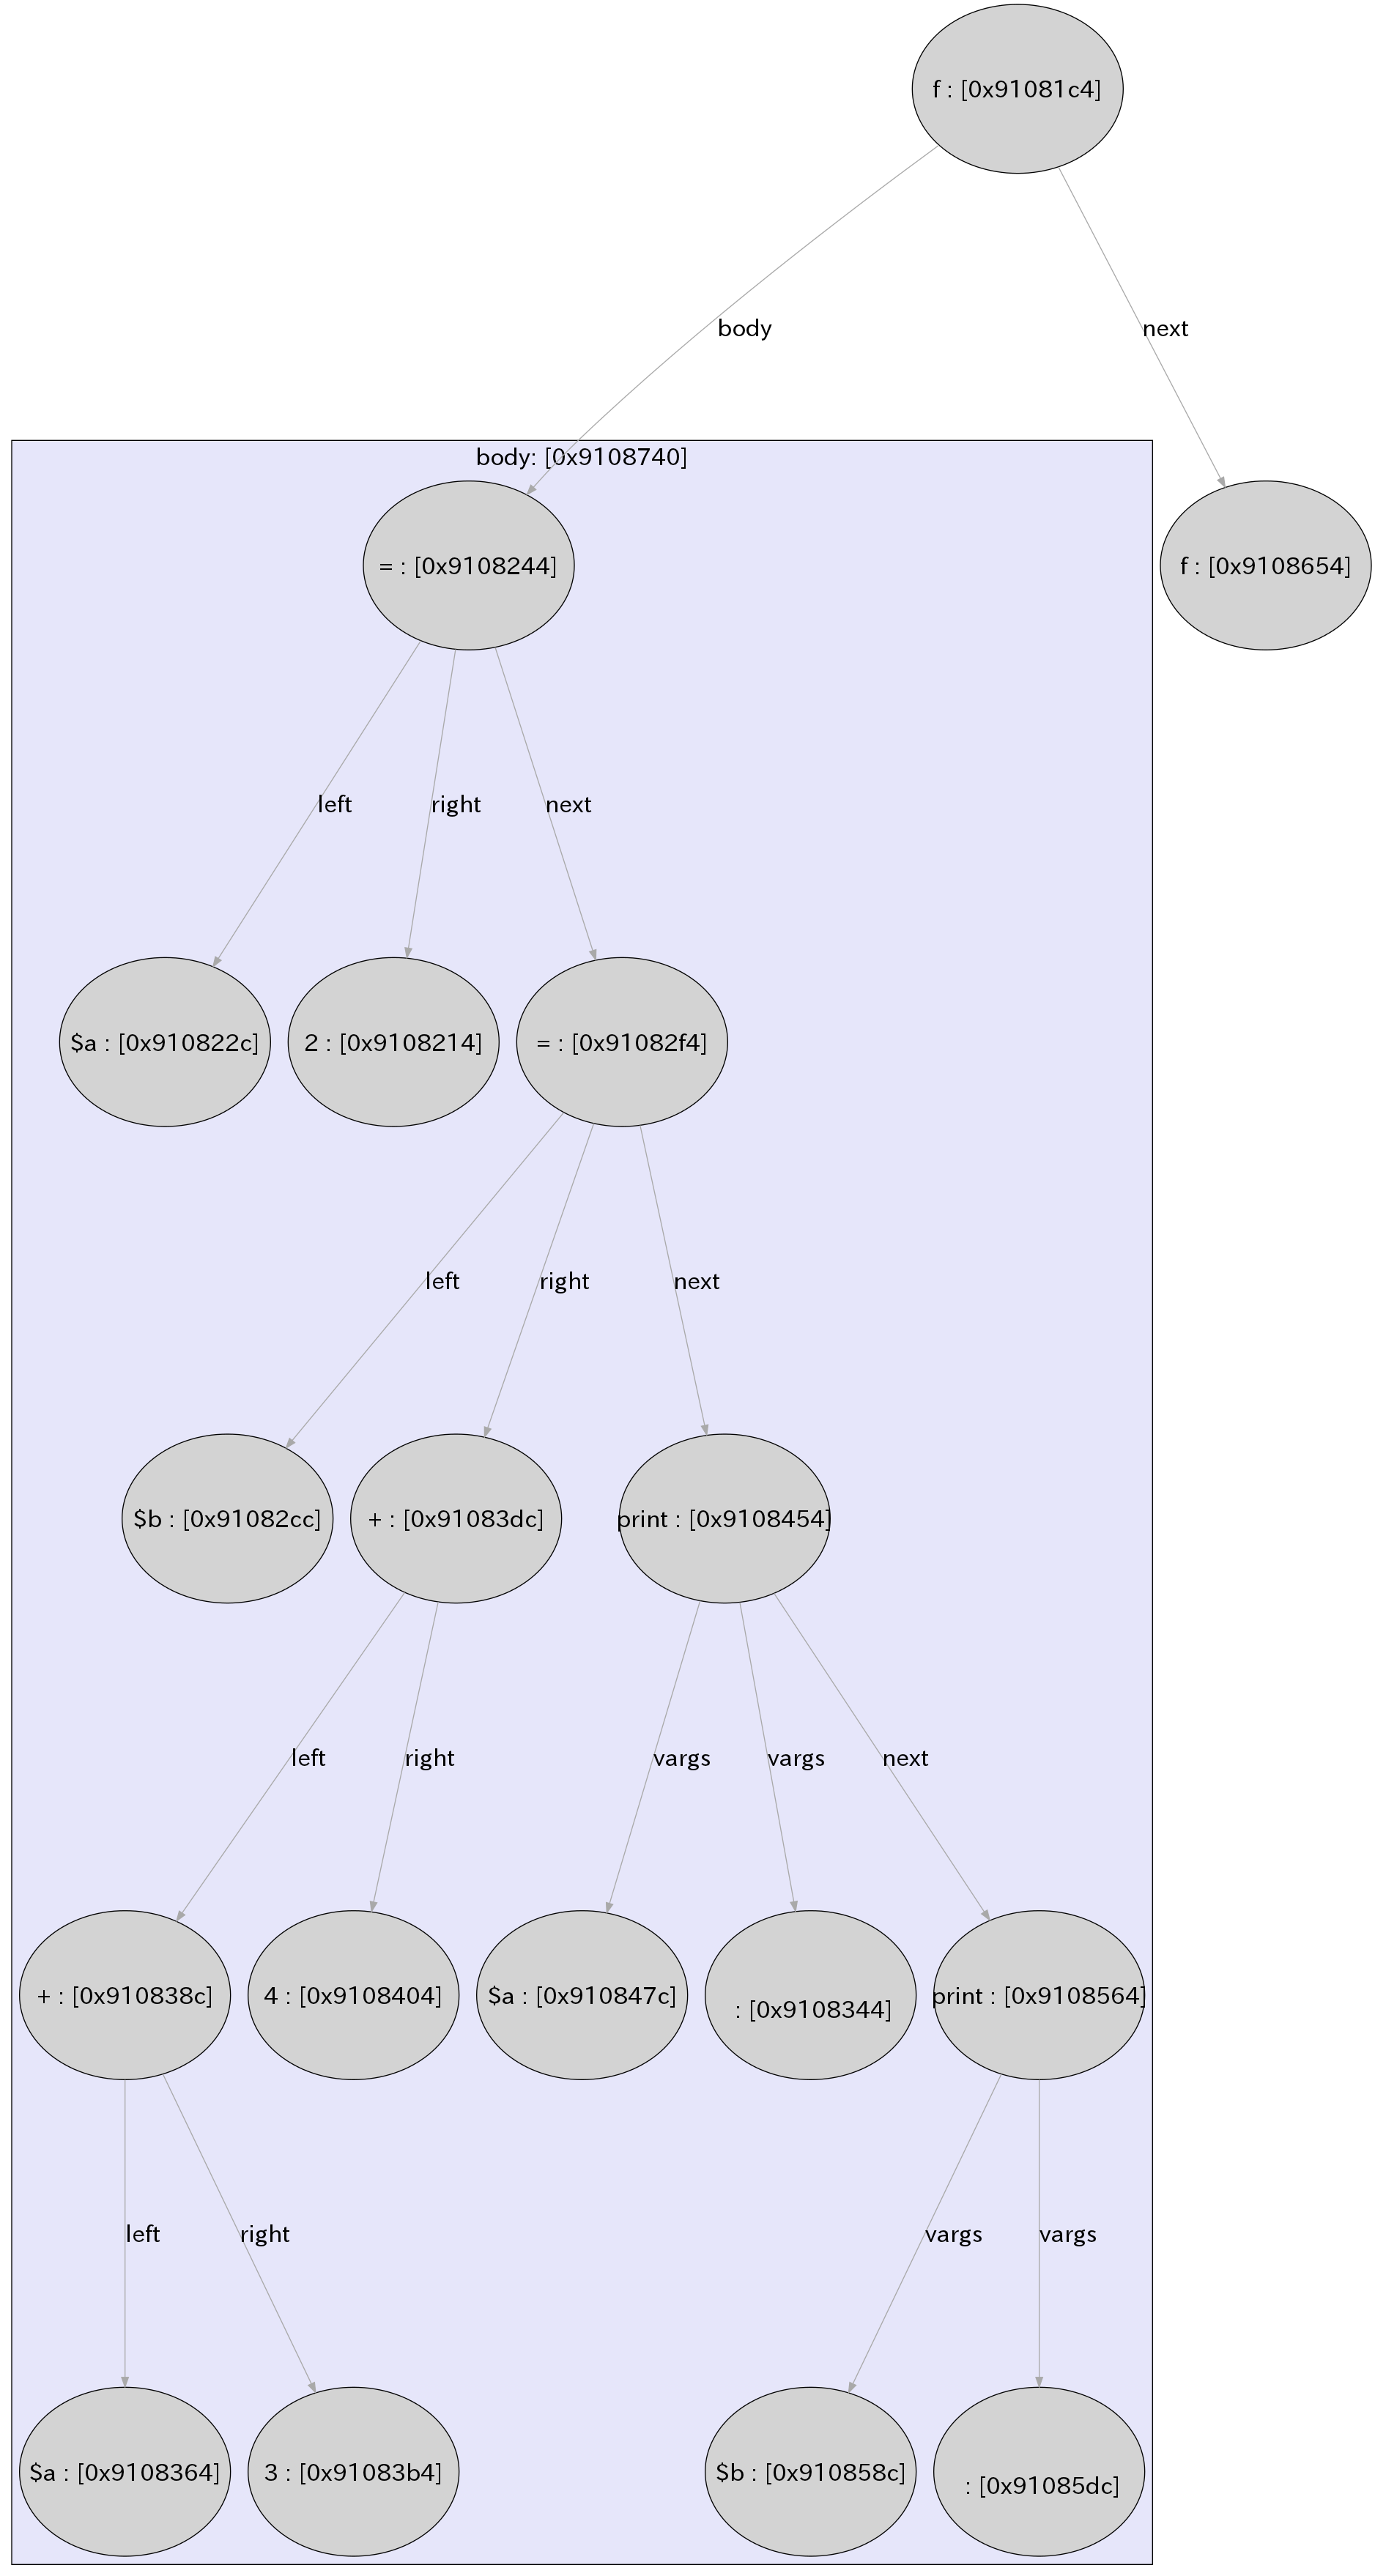 f : [0x91081c4]
body
next
body: [0x9108740]
= : [0x9108244]
f : [0x9108654]
left
right
next
$a : [0x910822c]
2 : [0x9108214]
= : [0x91082f4]
left
right
next
$b : [0x91082cc]
+ : [0x91083dc]
print : [0x9108454]
left
right
vargs
vargs
next
+ : [0x910838c]
4 : [0x9108404]
$a : [0x910847c]
: [0x9108344]
print : [0x9108564]
left
right
vargs
vargs
$a : [0x9108364]
3 : [0x91083b4]
$b : [0x910858c]
: [0x91085dc]